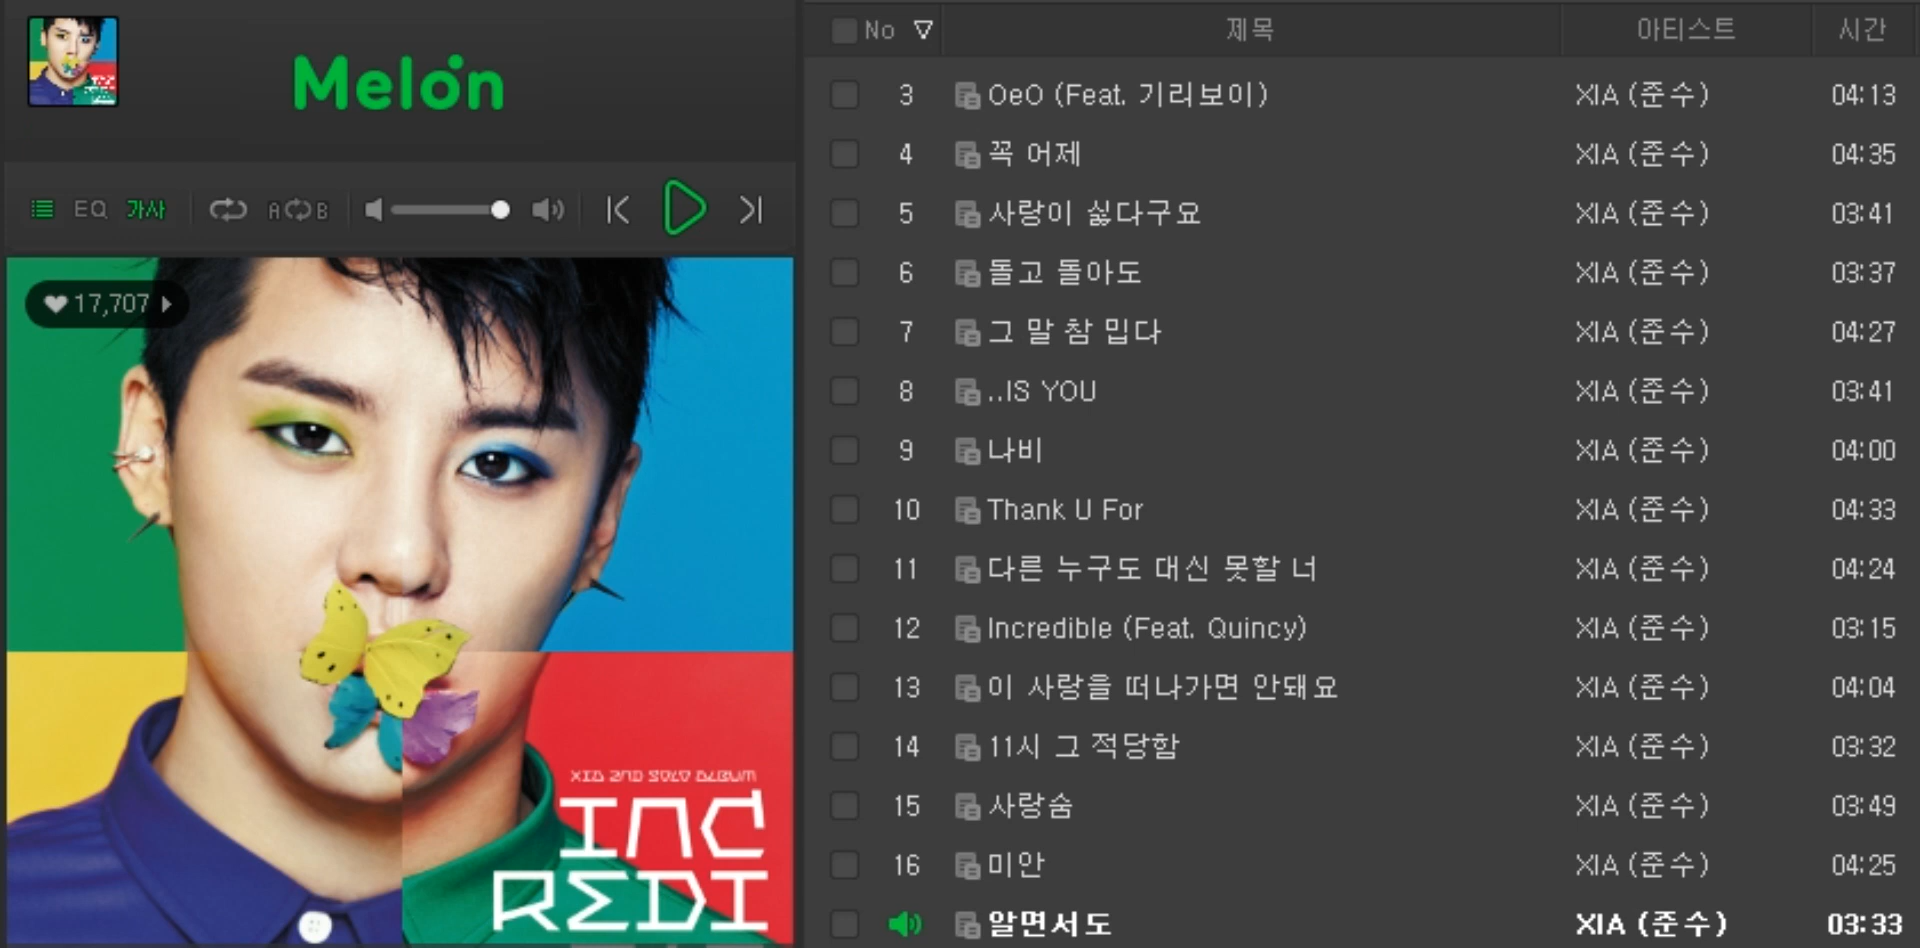 Melon
EQ 가사 A B
17,707
XIA 2ND SOLO ALBUM
INC
REDI
No 제목 아티스트 시간
3 OeO (Feat. 기리보이) XIA (준수) 04:13
4 꼭 어제 XIA (준수) 04:35
5 사랑이 싫다구요 XIA (준수) 03:41
6 돌고 돌아도 XIA (준수) 03:37
7 그 말 참 밉다 XIA (준수) 04:27
8 ..IS YOU XIA (준수) 03:41
9 나비 XIA (준수) 04:00
10 Thank U For XIA (준수) 04:33
11 다른 누구도 대신 못할 너 XIA (준수) 04:24
12 Incredible (Feat. Quincy) XIA (준수) 03:15
13 이 사랑을 떠나가면 안돼요 XIA (준수) 04:04
14 11시 그 적당함 XIA (준수) 03:32
15 사랑숨 XIA (준수) 03:49
16 미안 XIA (준수) 04:25
알면서도 XIA (준수) 03:33